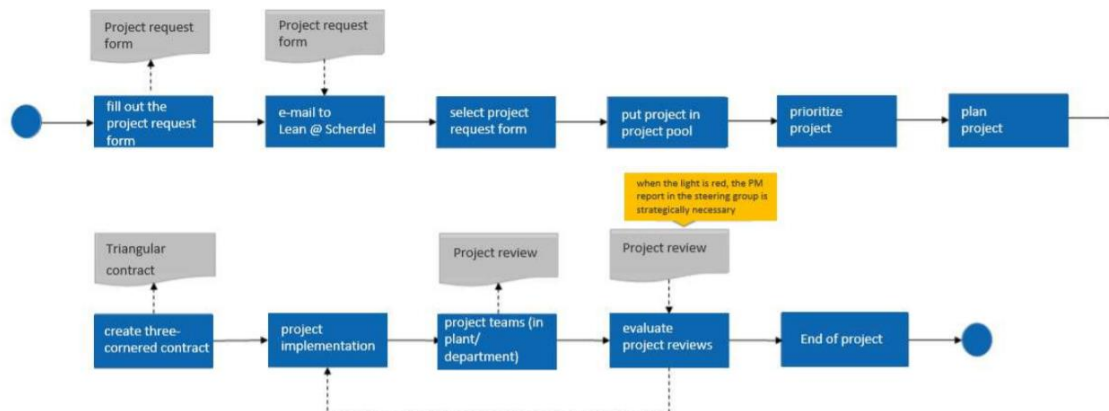 Project request
form
Project request
form
fill out the
project request
form
e-mail to
Lean @ Scherdel
select project
request form
put project in
project pool
prioritize
project
plan
project
when the light is red, the PM
report in the steering group is
strategically necessary
Triangular
contract
Project review
Project review
create three-
cornered contract
project
implementation
project teams (in
plant/
department)
evaluate
project reviews
End of project